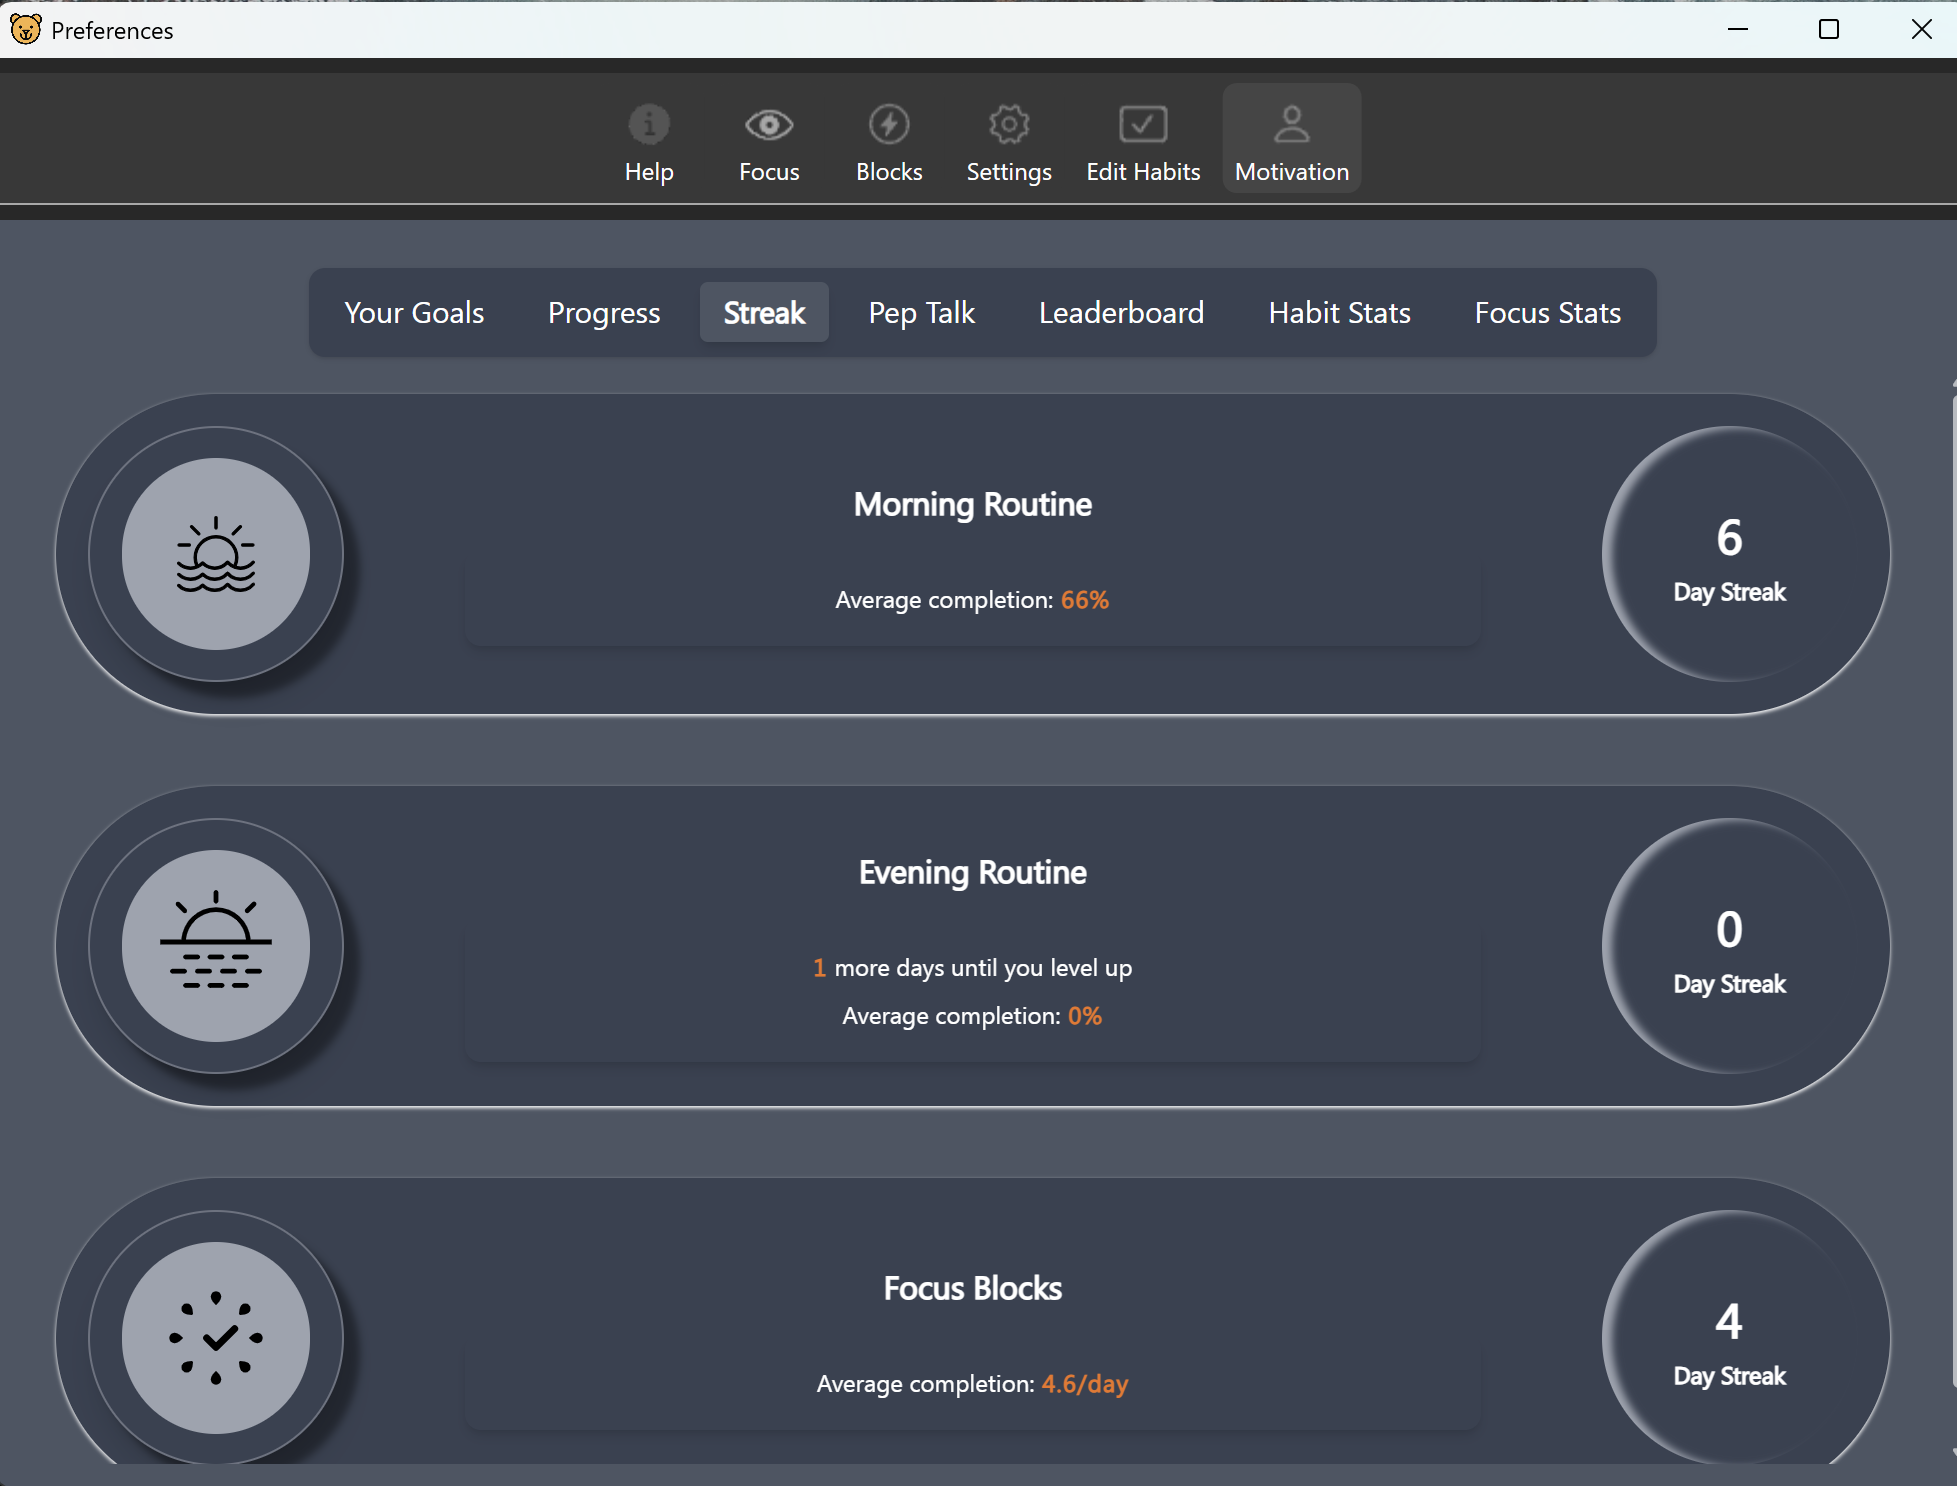 Preferences
Help
Focus
Blocks
Settings
Edit Habits
Motivation
Your Goals
Progress
Streak
Pep Talk
Leaderboard
Habit Stats
Focus Stats
Morning Routine
Average completion: 66%
6
Day Streak
Evening Routine
1 more days until you level up
Average completion: 0%
0
Day Streak
Focus Blocks
Average completion: 4.6/day
4
Day Streak